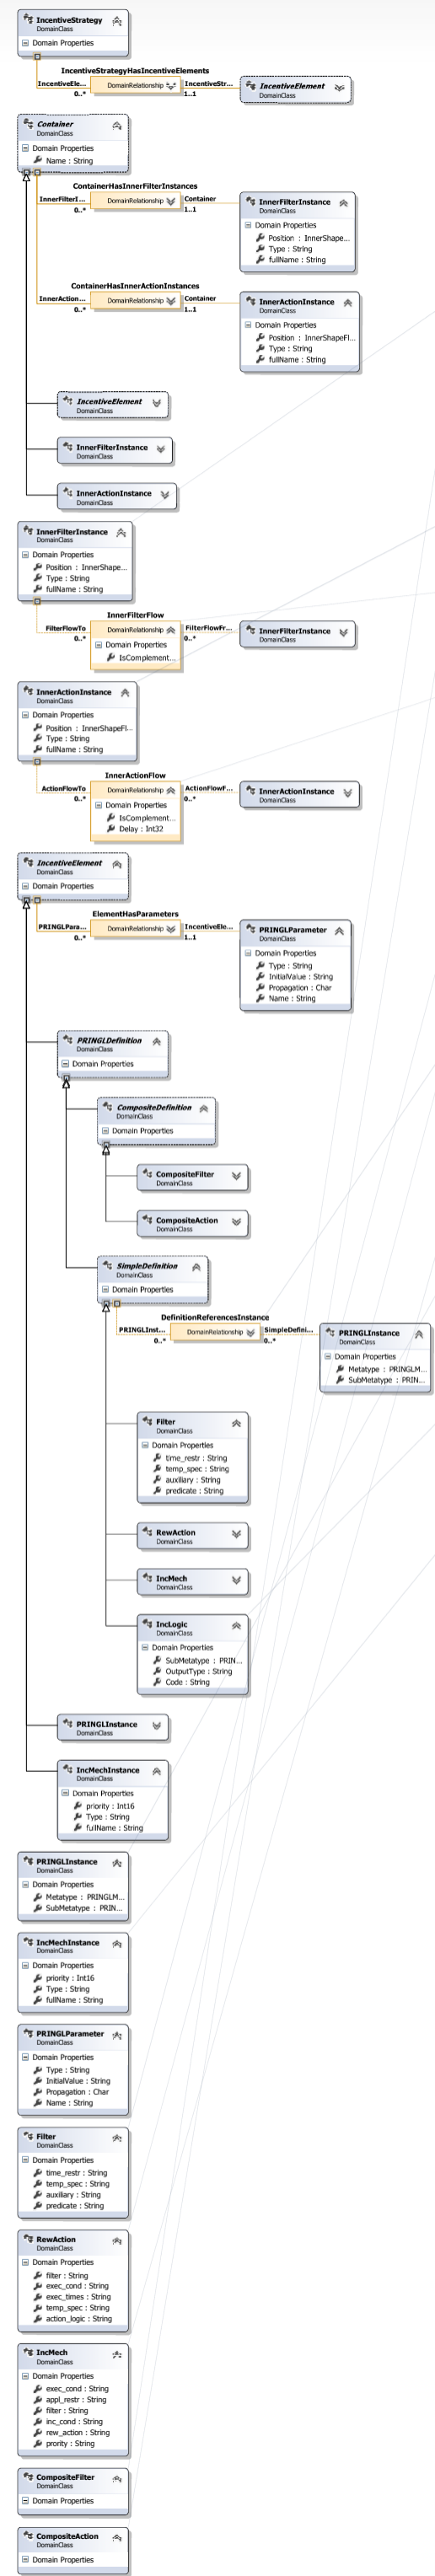 IncentiveStrategy
DomainClass
Domain Properties
IncentiveStrategyHasIncentiveElements
IncentiveEle...
0..*
DomainRelationship
IncentiveStr...
1..1
IncentiveElement
DomainClass
Container
DomainClass
Domain Properties
Name : String
ContainerHasInnerFilterInstances
InnerFilterI...
0..*
DomainRelationship
Container
1..1
InnerFilterInstance
DomainClass
Domain Properties
Position : InnerShape...
Type : String
fullName : String
ContainerHasInnerActionInstances
InnerAction...
0..*
DomainRelationship
Container
1..1
InnerActionInstance
DomainClass
Domain Properties
Position : InnerShapeFl...
Type : String
fullName : String
IncentiveElement
DomainClass
InnerFilterInstance
DomainClass
InnerActionInstance
DomainClass
InnerFilterInstance
DomainClass
Domain Properties
Position : InnerShape...
Type : String
fullName : String
InnerFilterFlow
FilterFlowTo
0..*
DomainRelationship
Domain Properties
IsComplement...
FilterFlowFr...
0..*
InnerFilterInstance
DomainClass
InnerActionInstance
DomainClass
Domain Properties
Position : InnerShapeFl...
Type : String
fullName : String
InnerActionFlow
ActionFlowTo
0..*
DomainRelationship
Domain Properties
IsComplement...
Delay : Int32
ActionFlowF...
0..*
InnerActionInstance
DomainClass
IncentiveElement
DomainClass
Domain Properties
ElementHasParameters
PRINGLPara...
0..*
DomainRelationship
IncentiveEle...
1..1
PRINGLParameter
DomainClass
Domain Properties
Type : String
InitialValue : String
Propagation : Char
Name : String
PRINGLDefinition
DomainClass
Domain Properties
CompositeDefinition
DomainClass
Domain Properties
CompositeFilter
DomainClass
CompositeAction
DomainClass
SimpleDefinition
DomainClass
Domain Properties
DefinitionReferencesInstance
PRINGLInst...
0..*
DomainRelationship
SimpleDefini...
0..*
PRINGLInstance
DomainClass
Domain Properties
Metatype : PRINGLM...
SubMetatype : PRIN...
Filter
DomainClass
Domain Properties
time_restr : String
temp_spec : String
auxiliary : String
predicate : String
RewAction
DomainClass
IncMech
DomainClass
IncLogic
DomainClass
Domain Properties
SubMetatype : PRIN...
OutputType : String
Code : String
PRINGLInstance
DomainClass
IncMechInstance
DomainClass
Domain Properties
priority : Int16
Type : String
fullName : String
PRINGLInstance
DomainClass
Domain Properties
Metatype : PRINGLM...
SubMetatype : PRIN...
IncMechInstance
DomainClass
Domain Properties
priority : Int16
Type : String
fullName : String
PRINGLParameter
DomainClass
Domain Properties
Type : String
InitialValue : String
Propagation : Char
Name : String
Filter
DomainClass
Domain Properties
time_restr : String
temp_spec : String
auxiliary : String
predicate : String
RewAction
DomainClass
Domain Properties
filter : String
exec_cond : String
exec_times : String
temp_spec : String
action_logic : String
IncMech
DomainClass
Domain Properties
exec_cond : String
appl_restr : String
filter : String
inc_cond : String
rew_action : String
prority : String
CompositeFilter
DomainClass
Domain Properties
CompositeAction
DomainClass
Domain Properties